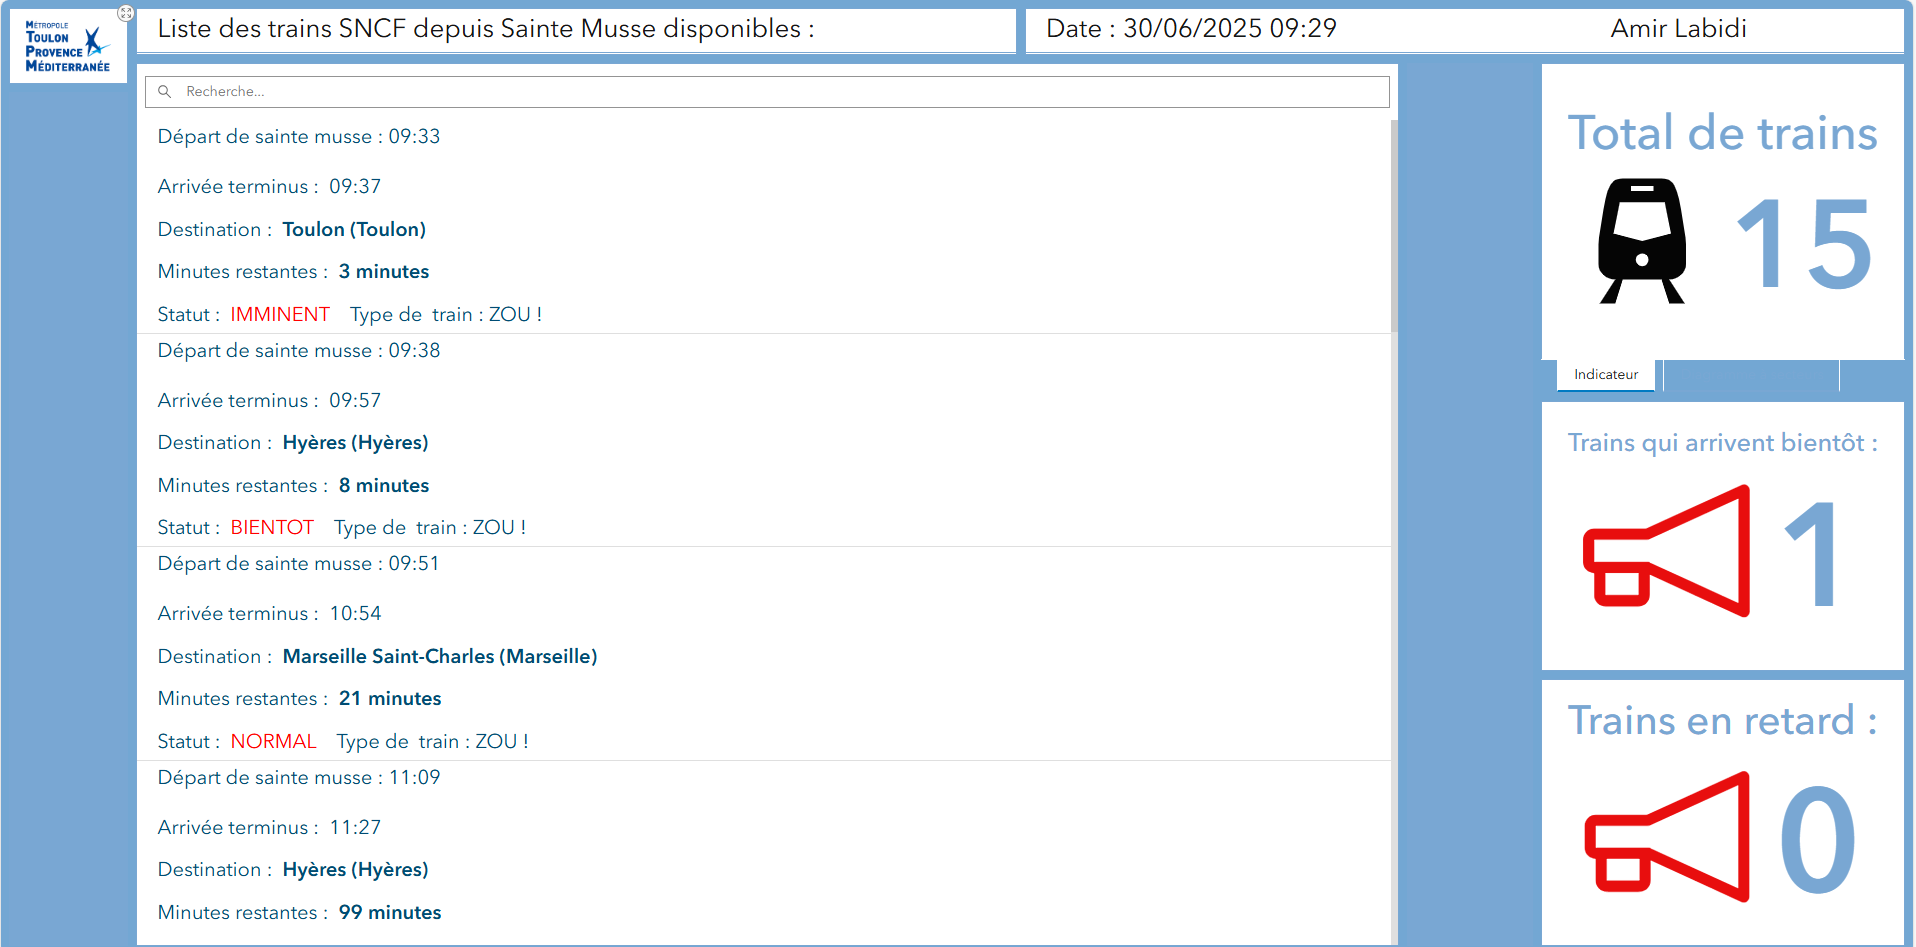 MÉTROPOLE
TOULON
PROVENCE
MÉDITERRANÉE
Liste des trains SNCF depuis Sainte Musse disponibles :
Date : 30/06/2025 09:29
Amir Labidi
Recherche...
Départ de sainte musse : 09:33
Arrivée terminus : 09:37
Destination : Toulon (Toulon)
Minutes restantes : 3 minutes
Statut : IMMINENT Type de train : ZOU !
Départ de sainte musse : 09:38
Arrivée terminus : 09:57
Destination : Hyères (Hyères)
Minutes restantes : 8 minutes
Statut : BIENTOT Type de train : ZOU !
Départ de sainte musse : 09:51
Arrivée terminus : 10:54
Destination : Marseille Saint-Charles (Marseille)
Minutes restantes : 21 minutes
Statut : NORMAL Type de train : ZOU !
Départ de sainte musse : 11:09
Arrivée terminus : 11:27
Destination : Hyères (Hyères)
Minutes restantes : 99 minutes
Total de trains
15
Indicateur
Trains qui arrivent bientôt :
1
Trains en retard :
0